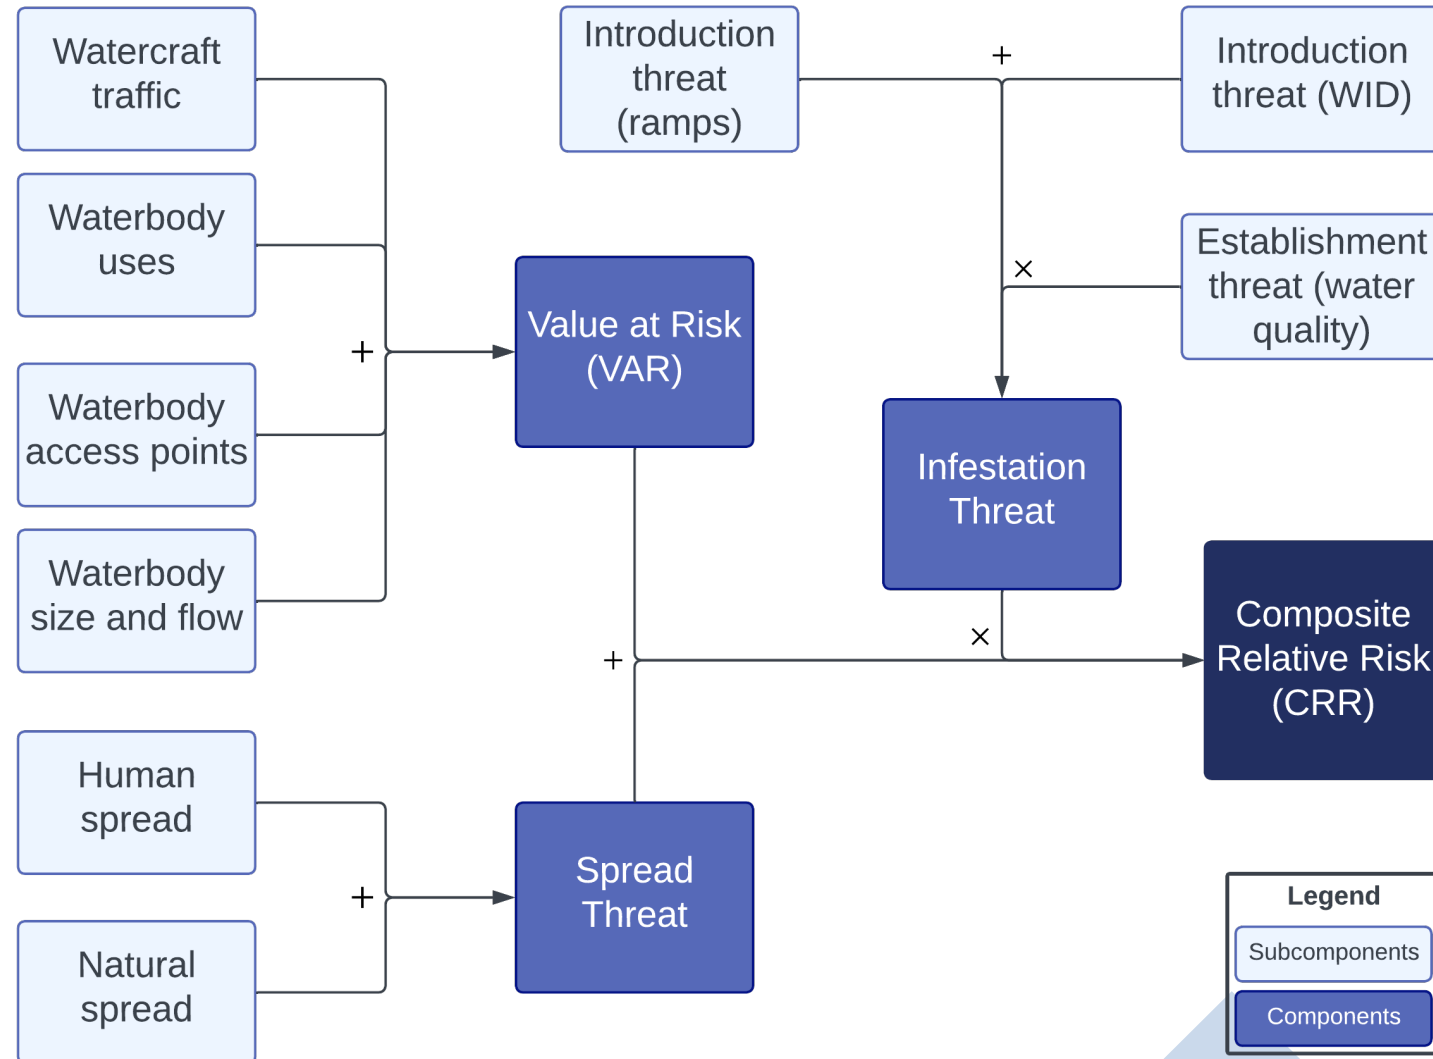 Watercraft
traffic
Waterbody
uses
Waterbody
access points
Waterbody
size and flow
Human
spread
Natural
spread
+
+
Value at Risk
(VAR)
Spread
Threat
+
Introduction
threat
(ramps)
+
Introduction
threat (WID)
×
Establishment
threat (water
quality)
Infestation
Threat
×
Composite
Relative Risk
(CRR)
Legend
Subcomponents
Components